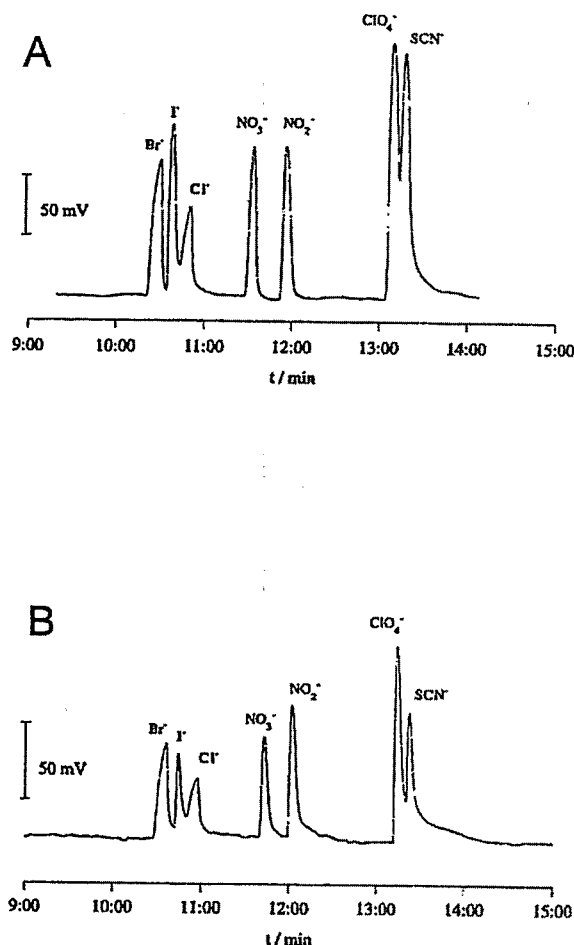 A
ClO₄⁻
SCN⁻
I⁻
Br⁻
Cl⁻
NO₃⁻
NO₂⁻
50 mV
9:00 10:00 11:00 12:00 13:00 14:00 15:00
t / min
B
ClO₄⁻
SCN⁻
NO₂⁻
NO₃⁻
Br⁻
I⁻
Cl⁻
50 mV
9:00 10:00 11:00 12:00 13:00 14:00 15:00
t / min